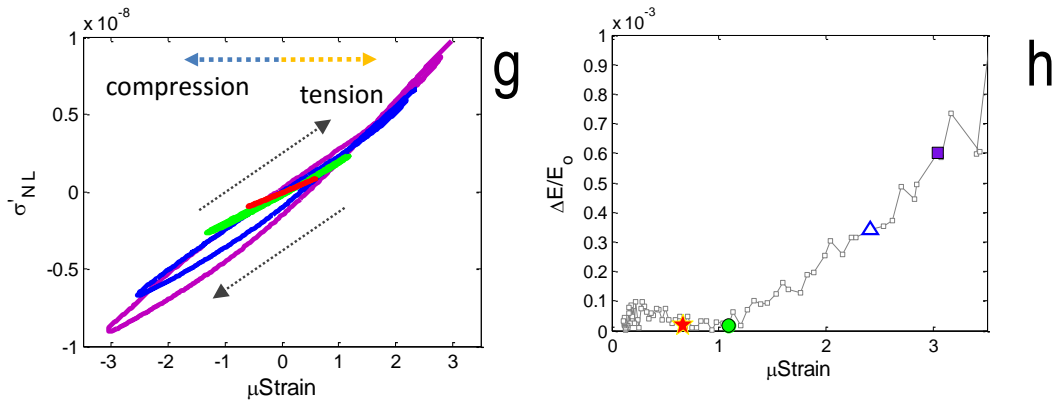 x 10^-8
1
0.5
0
-0.5
-1
σ'NL
-3 -2 -1 0 1 2 3
μStrain
compression
tension
g
x 10^-3
1
0.9
0.8
0.7
0.6
0.5
0.4
0.3
0.2
0.1
0
ΔE/Eo
0 1 2 3
μStrain
h